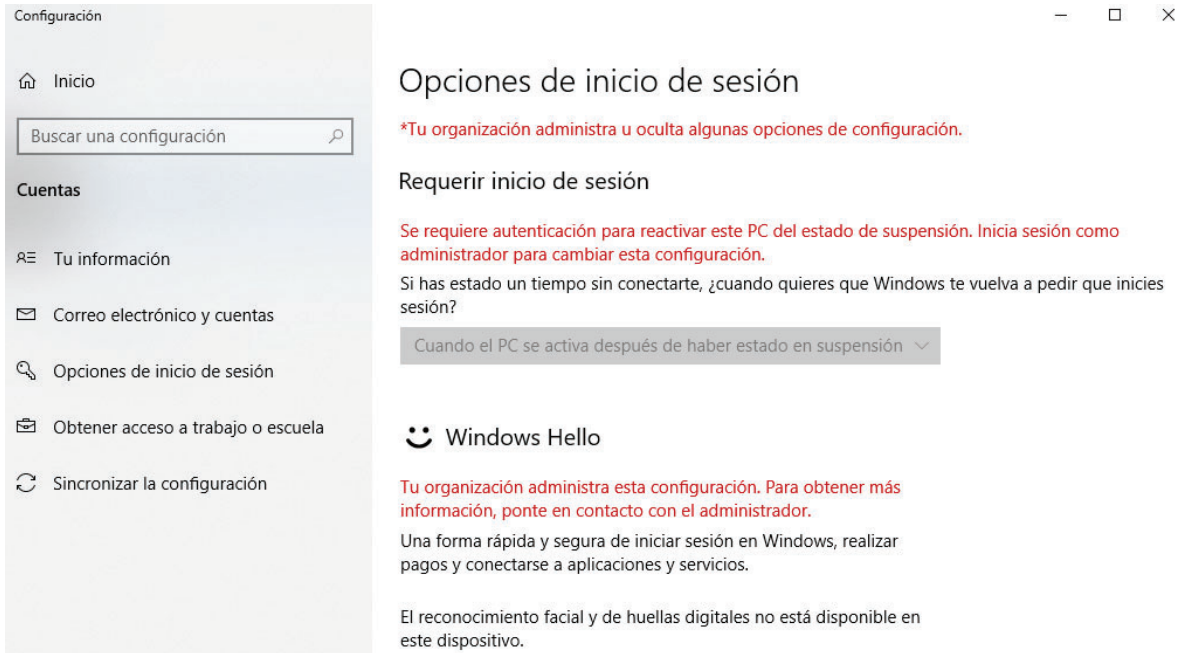 Configuración
Inicio
Buscar una configuración
Cuentas
Tu información
Correo electrónico y cuentas
Opciones de inicio de sesión
Obtener acceso a trabajo o escuela
Sincronizar la configuración
Opciones de inicio de sesión
*Tu organización administra u oculta algunas opciones de configuración.
Requerir inicio de sesión
Se requiere autenticación para reactivar este PC del estado de suspensión. Inicia sesión como
administrador para cambiar esta configuración.
Si has estado un tiempo sin conectarte, ¿cuando quieres que Windows te vuelva a pedir que inicies
sesión?
Cuando el PC se activa después de haber estado en suspensión
Windows Hello
Tu organización administra esta configuración. Para obtener más
información, ponte en contacto con el administrador.
Una forma rápida y segura de iniciar sesión en Windows, realizar
pagos y conectarse a aplicaciones y servicios.
El reconocimiento facial y de huellas digitales no está disponible en
este dispositivo.